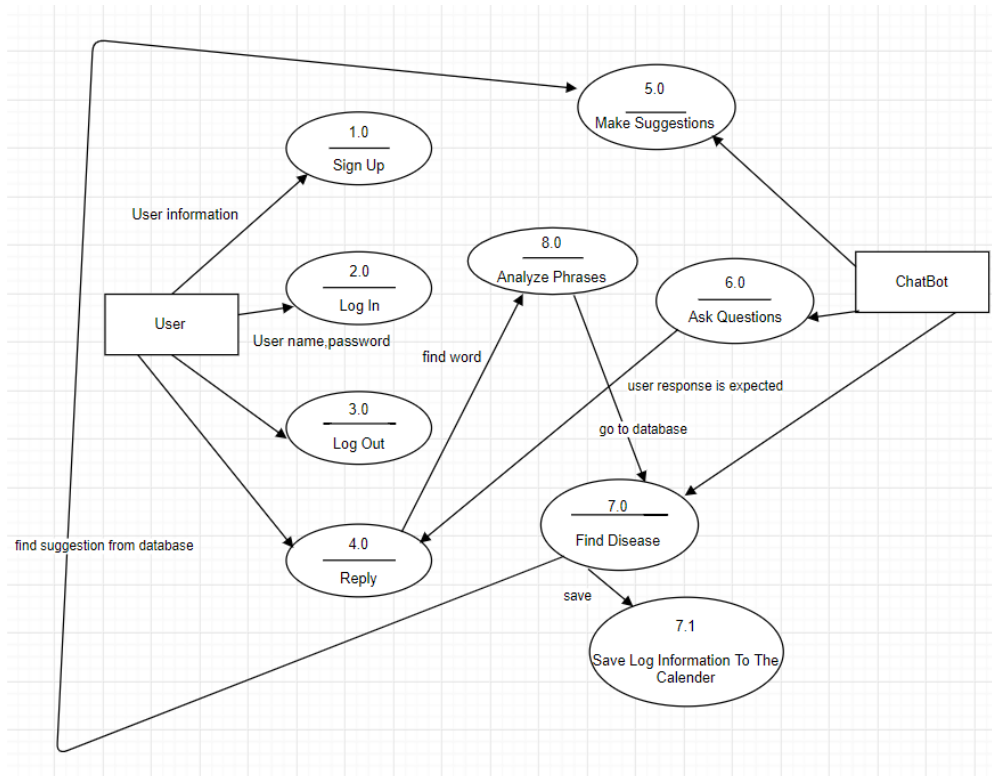 5.0
Make Suggestions
1.0
Sign Up
User information
8.0
Analyze Phrases
2.0
Log In
6.0
Ask Questions
ChatBot
User
User name,password
find word
user response is expected
3.0
Log Out
go to database
7.0
Find Disease
find suggestion from database
4.0
Reply
save
7.1
Save Log Information To The
Calender